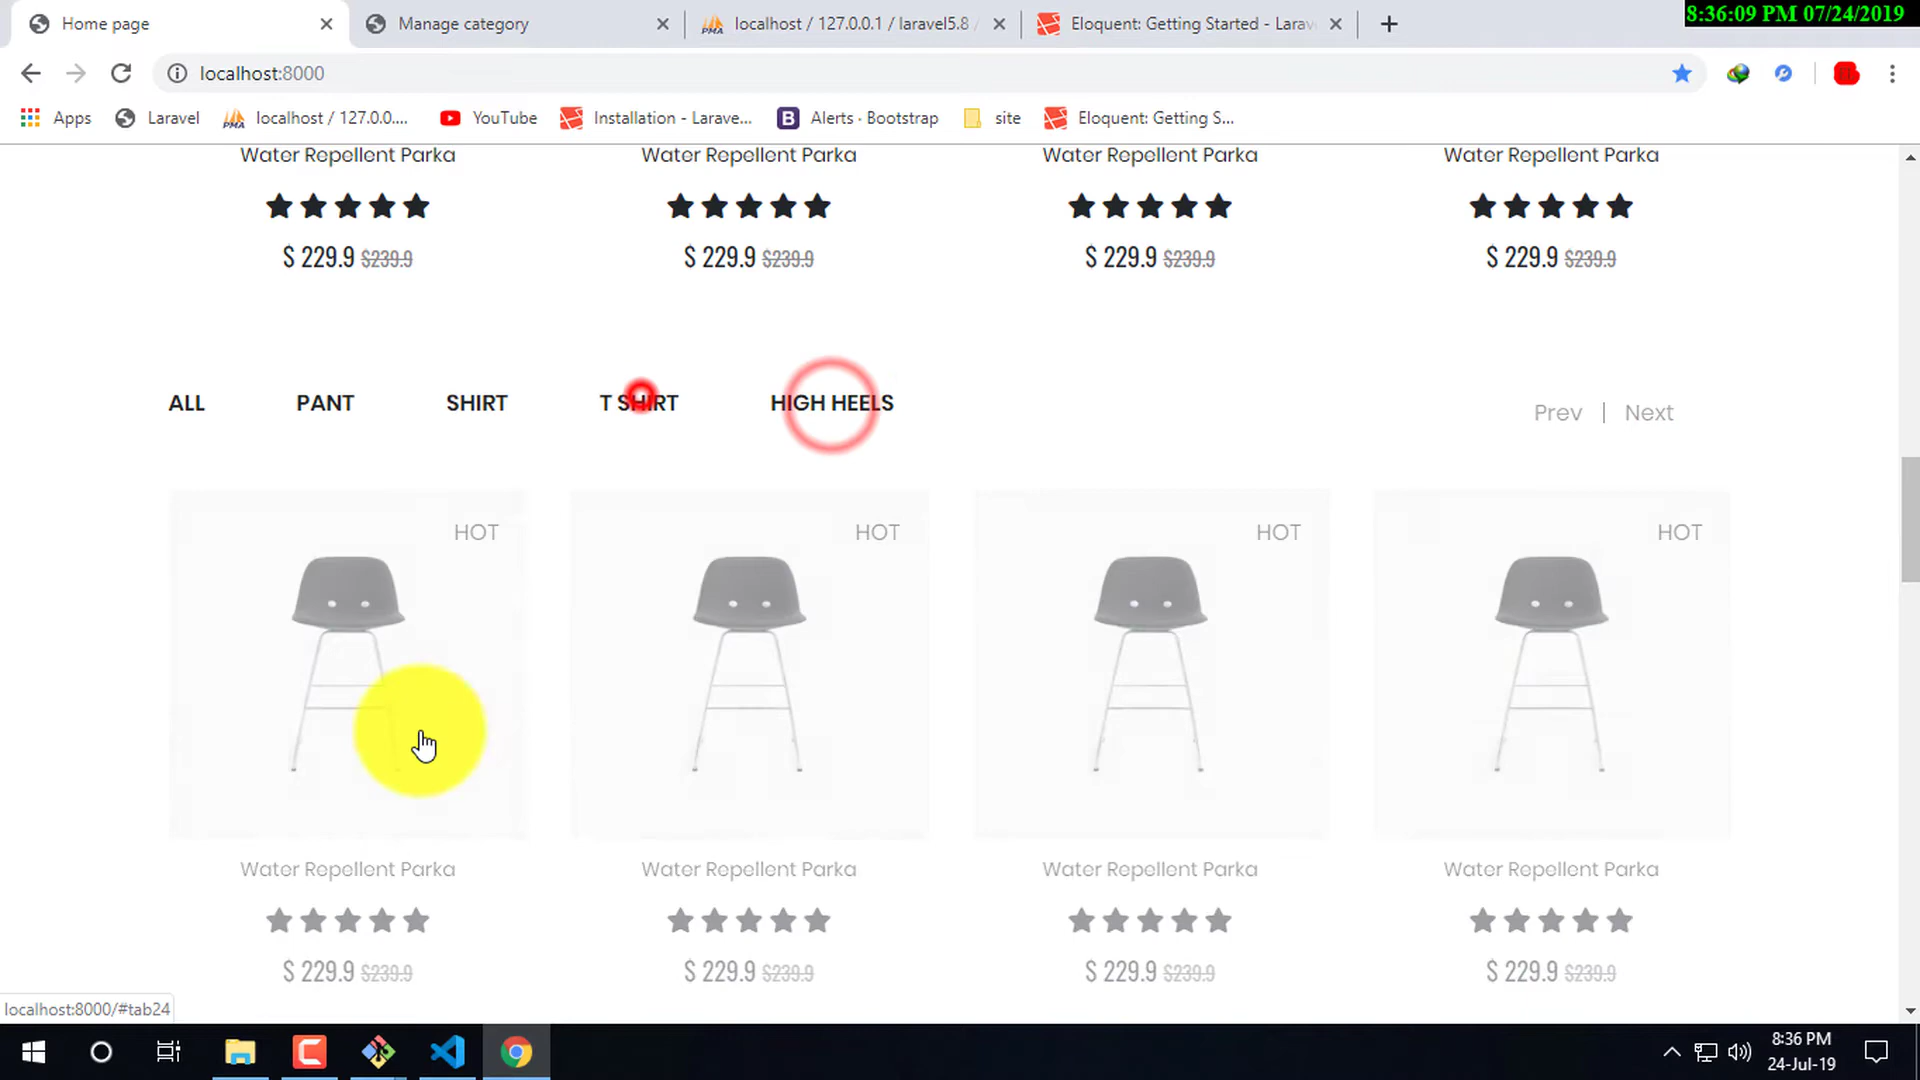 8:36:09 PM 07/24/2019
Home page
Manage category
localhost / 127.0.0.1 / laravel5.8 /
Eloquent: Getting Started - Larav
localhost:8000
Apps
Laravel
localhost / 127.0.0....
YouTube
Installation - Larave...
B Alerts · Bootstrap
site
Eloquent: Getting S...
Water Repellent Parka
Water Repellent Parka
Water Repellent Parka
Water Repellent Parka
$ 229.9 $239.9
$ 229.9 $239.9
$ 229.9 $239.9
$ 229.9 $239.9
ALL PANT SHIRT T SHIRT HIGH HEELS
Prev | Next
HOT
HOT
HOT
HOT
Water Repellent Parka
Water Repellent Parka
Water Repellent Parka
Water Repellent Parka
$ 229.9 $239.9
$ 229.9 $239.9
$ 229.9 $239.9
$ 229.9 $239.9
localhost:8000/#tab24
8:36 PM
24-Jul-19